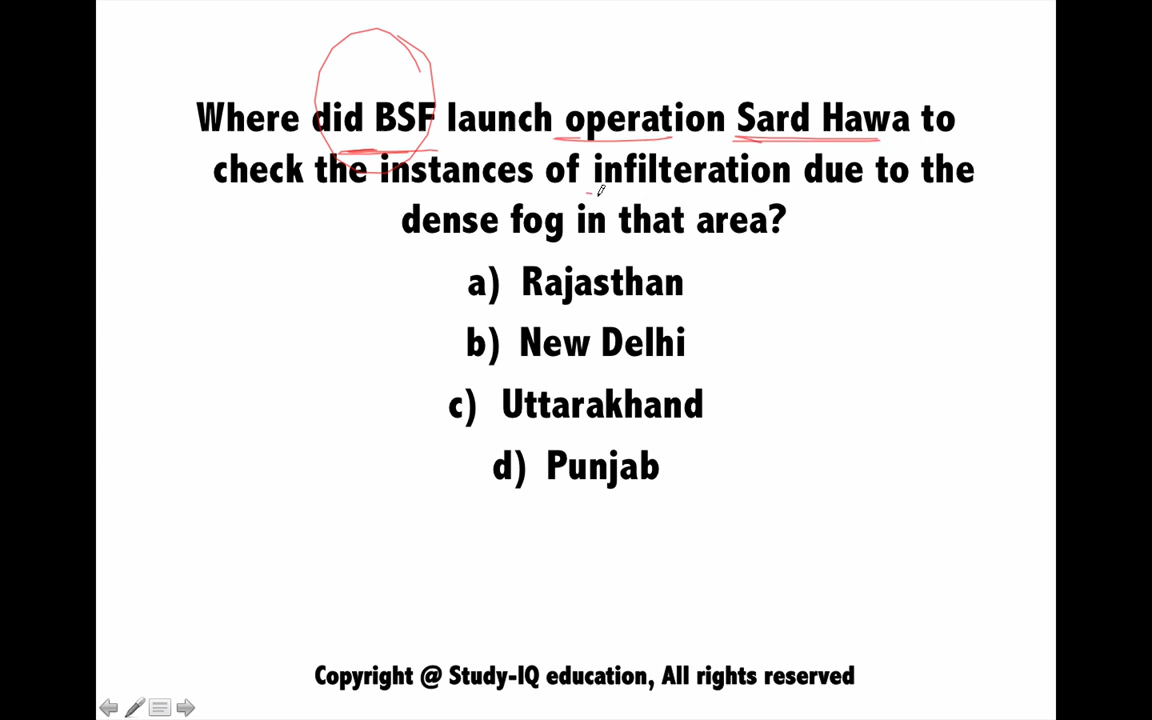 Where did BSF launch operation Sard Hawa to
check the instances of infilteration due to the
dense fog in that area?
a) Rajasthan
b) New Delhi
c) Uttarakhand
d) Punjab
Copyright @ Study-IQ education, All rights reserved